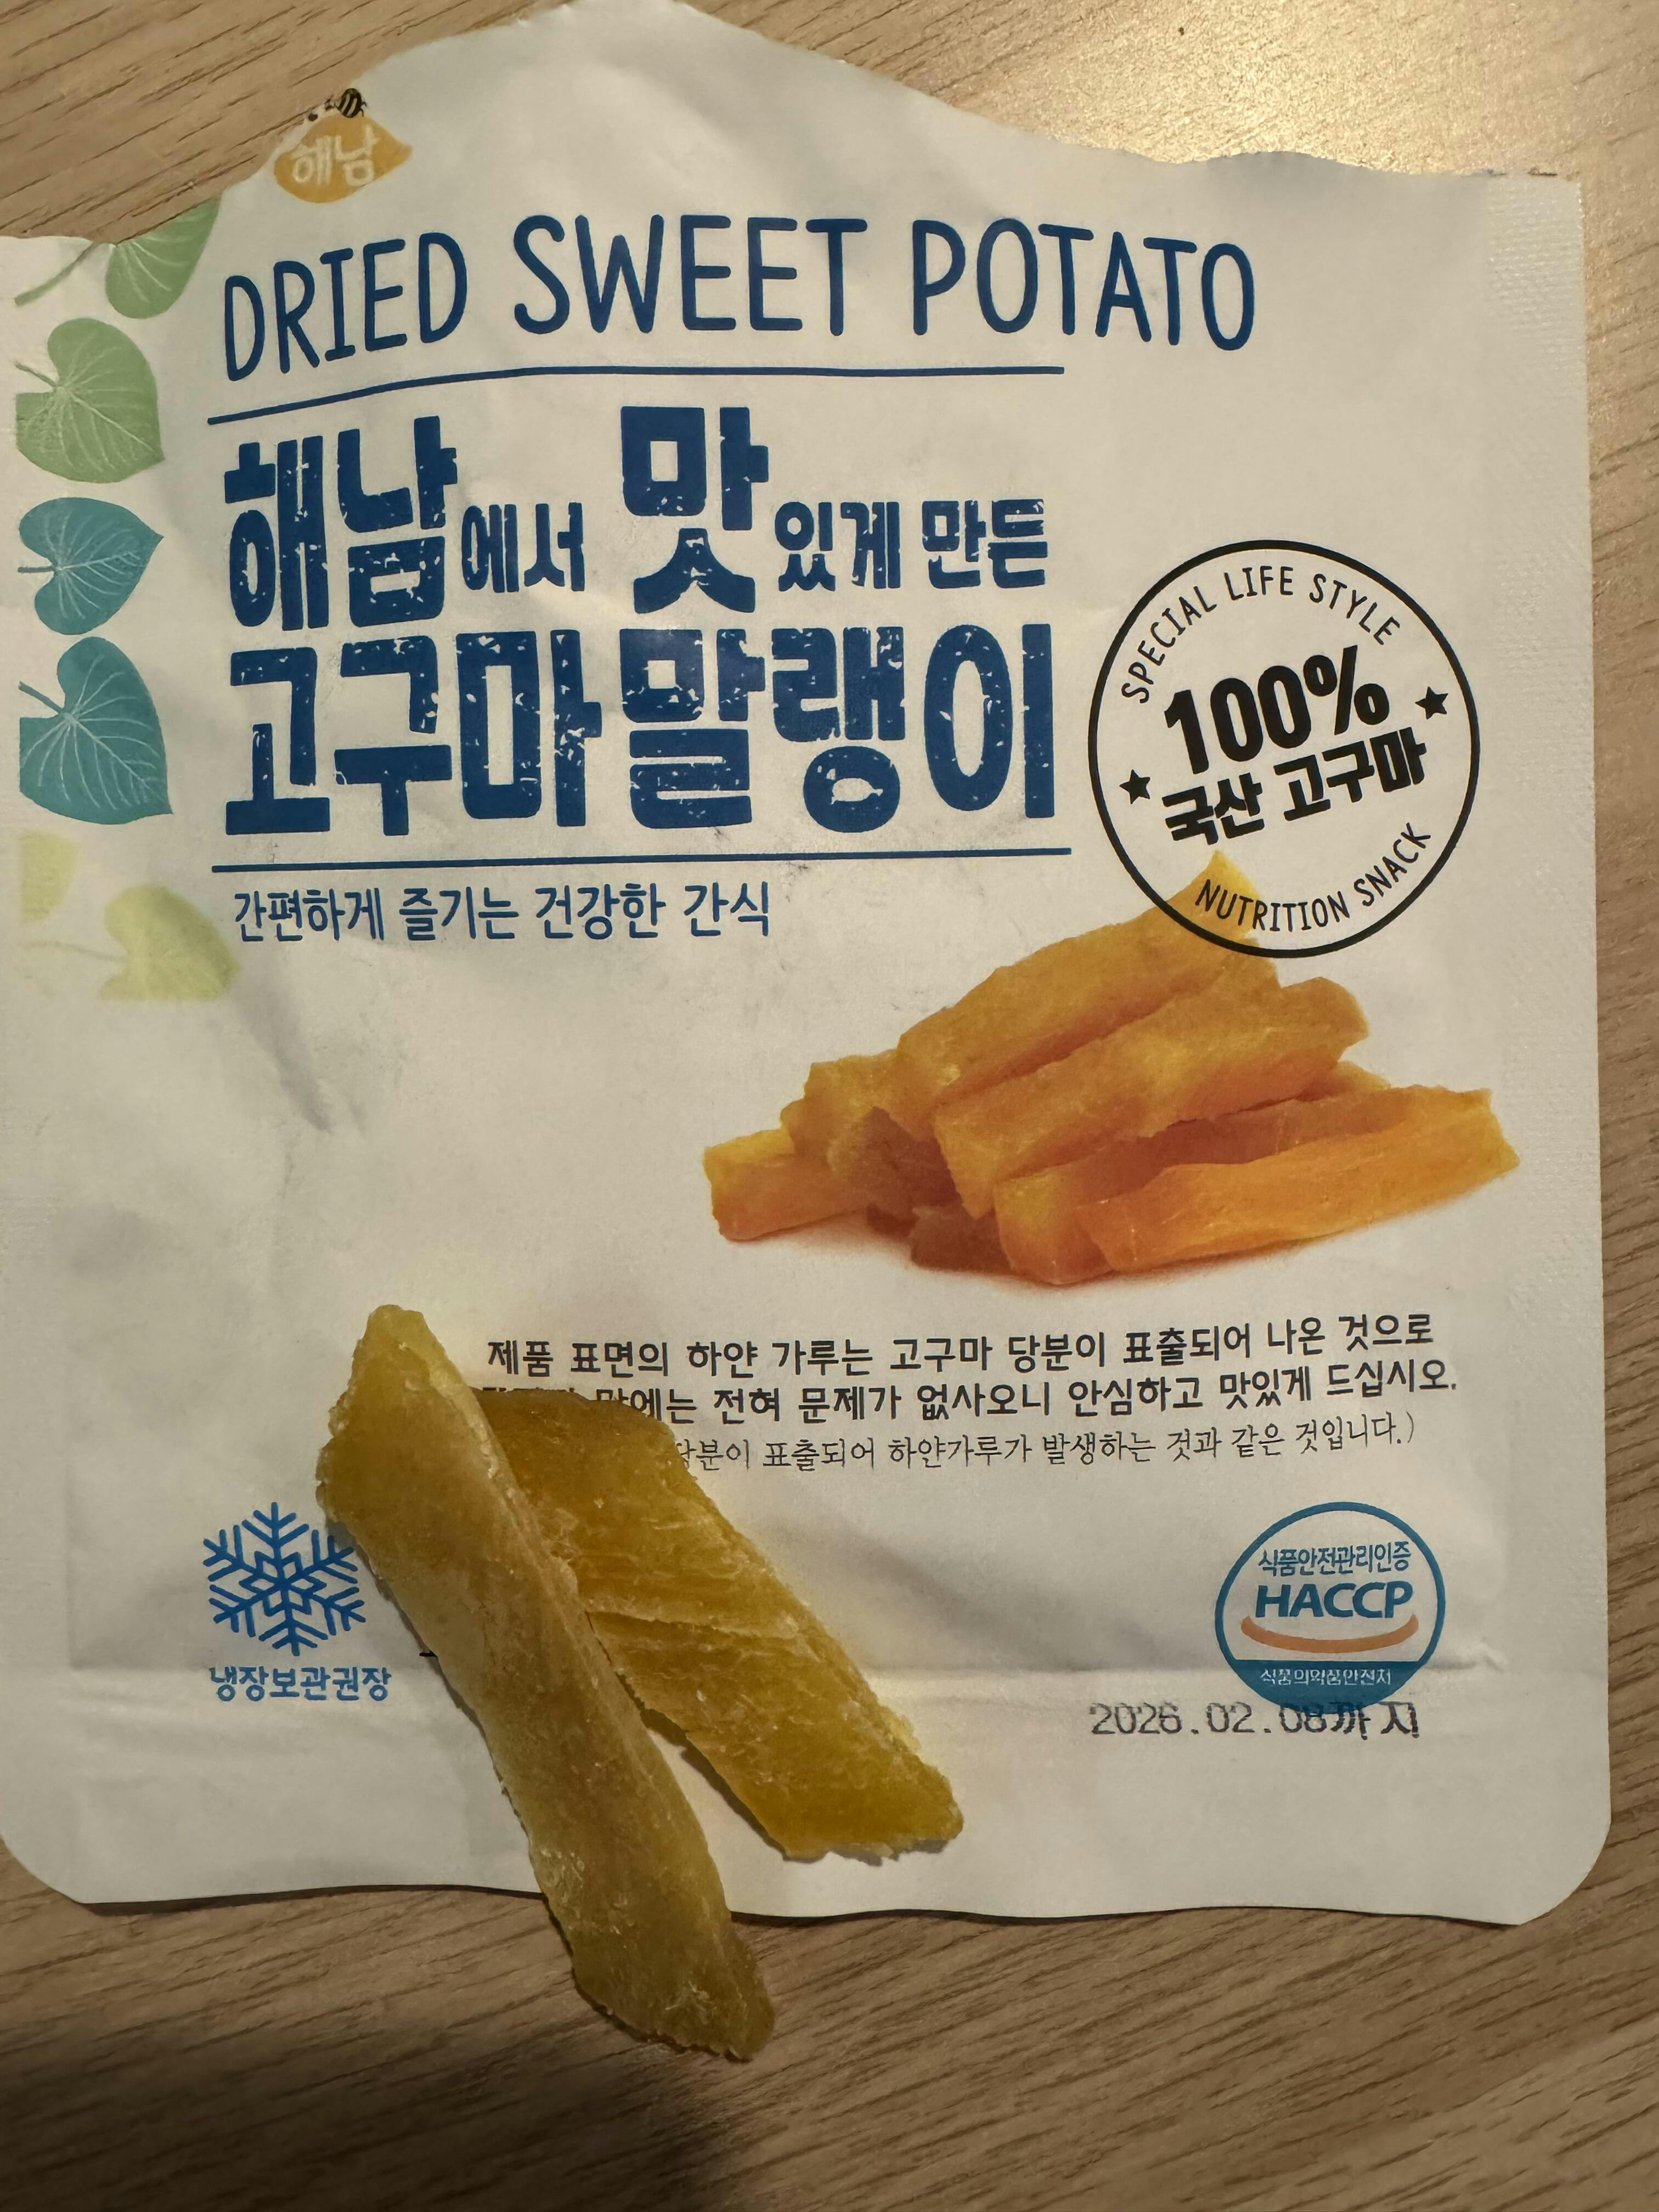 해남
DRIED SWEET POTATO
해남에서 맛있게 만든
고구마말랭이
간편하게 즐기는 건강한 간식
SPECIAL LIFE STYLE
100%
국산 고구마
NUTRITION SNACK
제품 표면의 하얀 가루는 고구마 당분이 표출되어 나온 것으로
맛에는 전혀 문제가 없사오니 안심하고 맛있게 드십시오.
당분이 표출되어 하얀가루가 발생하는 것과 같은 것입니다.)
냉장보관권장
식품안전관리인증
HACCP
식품의약품안전처
2026.02.08까지